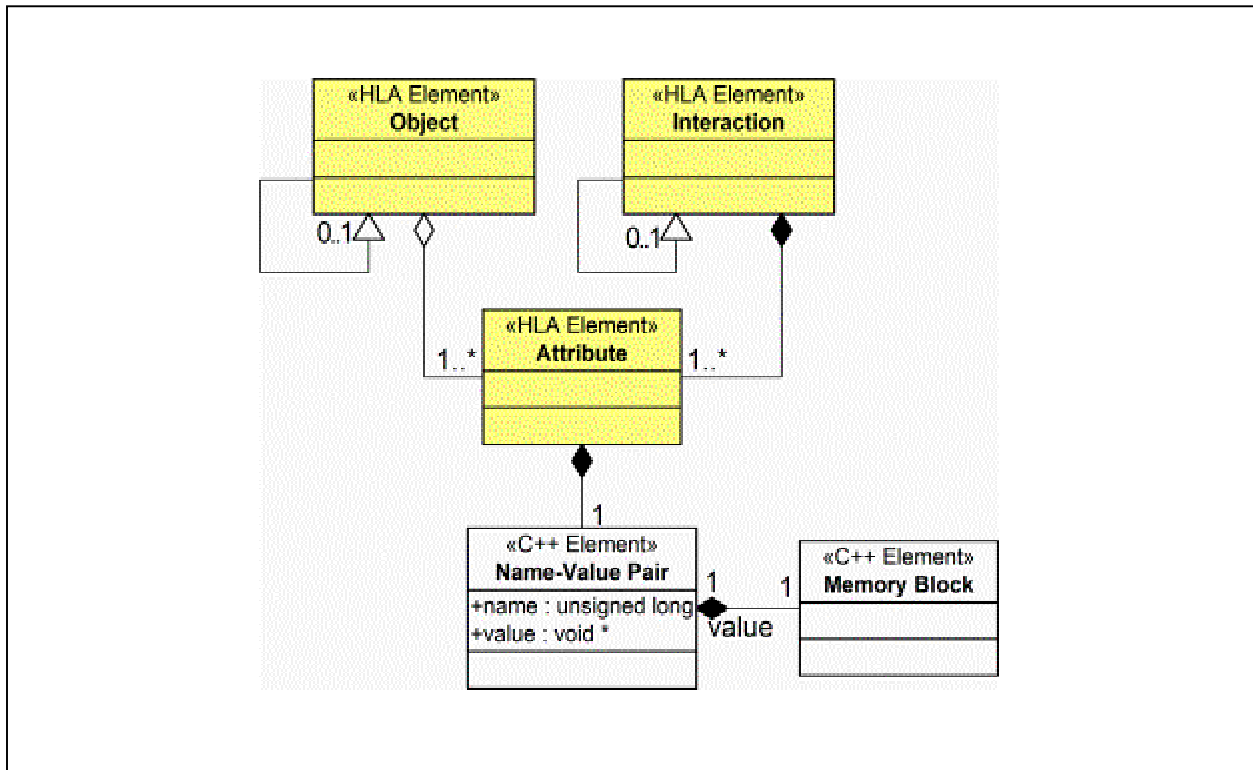 «HLA Element»
Object
0..1
1..*
«HLA Element»
Interaction
0..1
1..*
«HLA Element»
Attribute
1
«C++ Element»
Name-Value Pair
+name : unsigned long
+value : void *
1
value
1
«C++ Element»
Memory Block